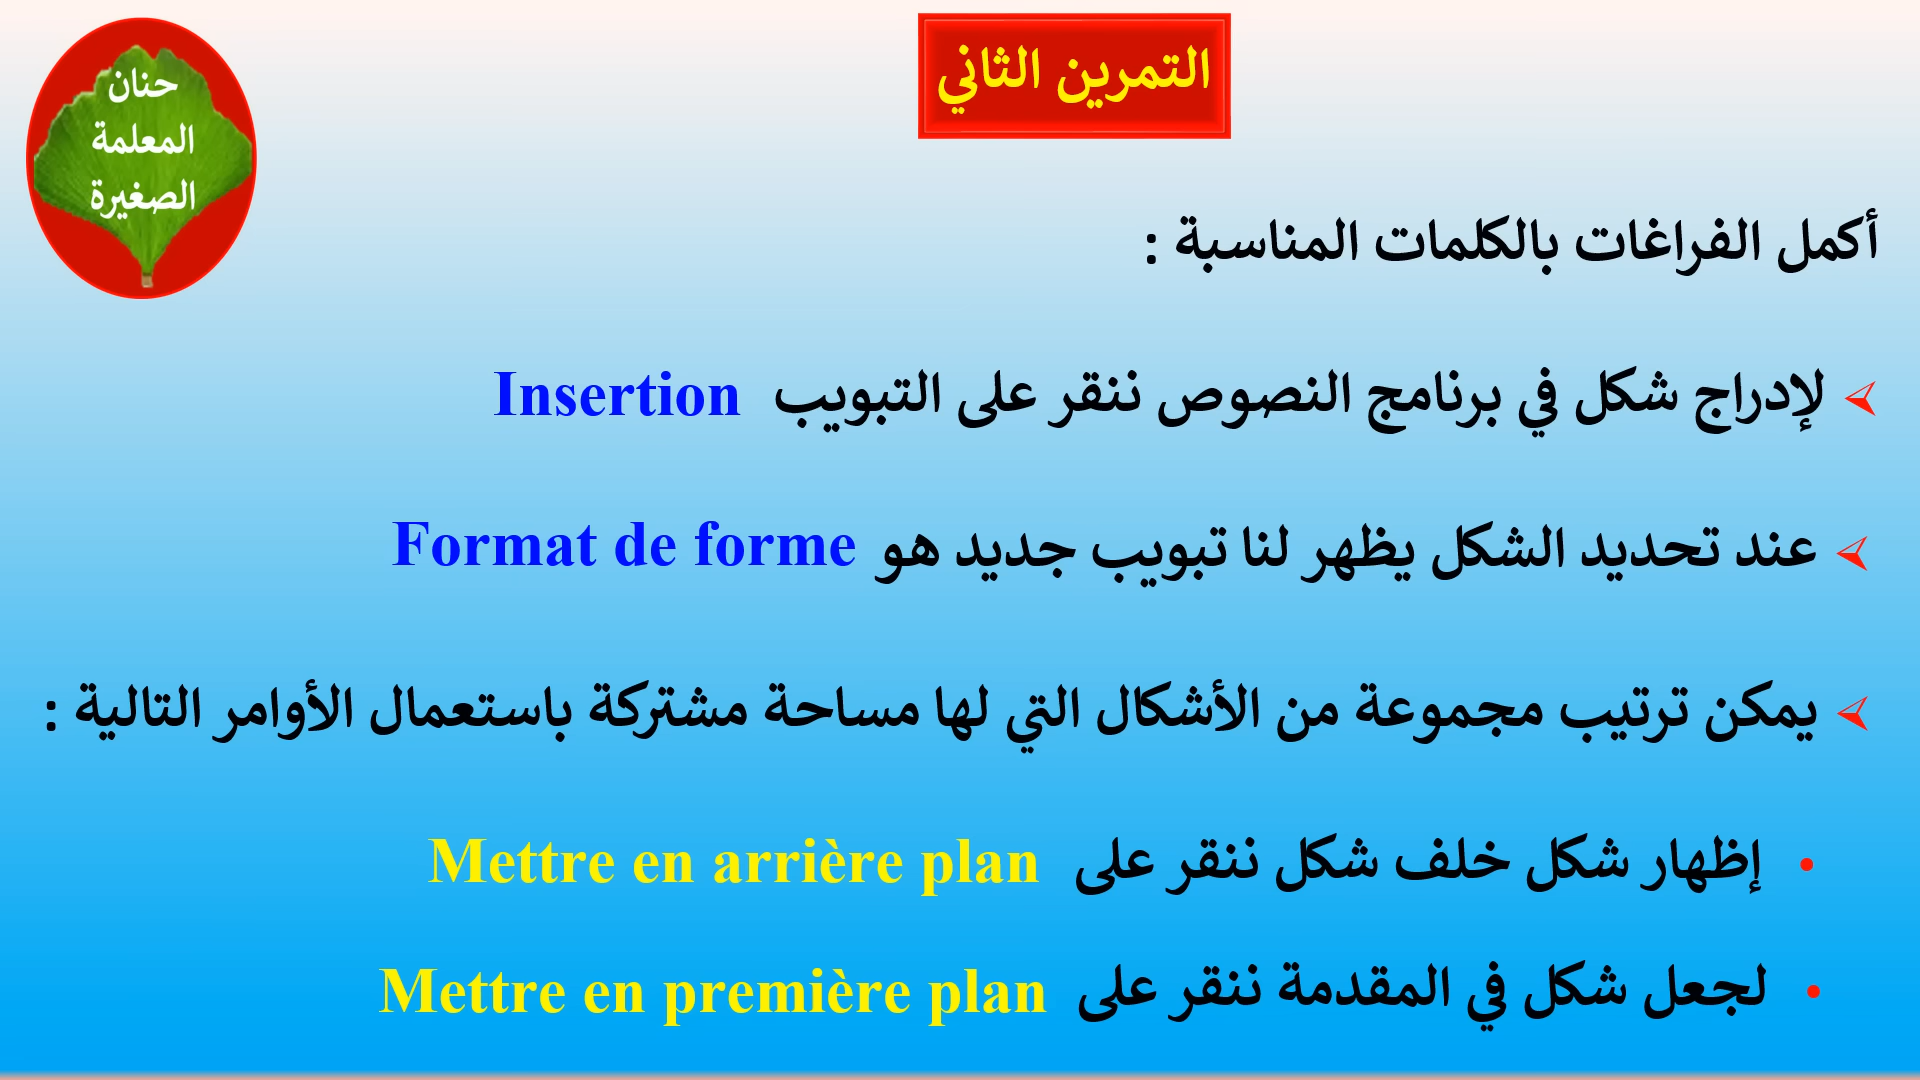 التمرين الثاني
حنان
المعلمة
الصغيرة
أكمل الفراغات بالكلمات المناسبة :
لإدراج شكل في برنامج النصوص ننقر على التبويب Insertion
عند تحديد الشكل يظهر لنا تبويب جديد هو Format de forme
يمكن ترتيب مجموعة من الأشكال التي لها مساحة مشتركة باستعمال الأوامر التالية :
• إظهار شكل خلف شكل ننقر على Mettre en arrière plan
• لجعل شكل في المقدمة ننقر على Mettre en première plan